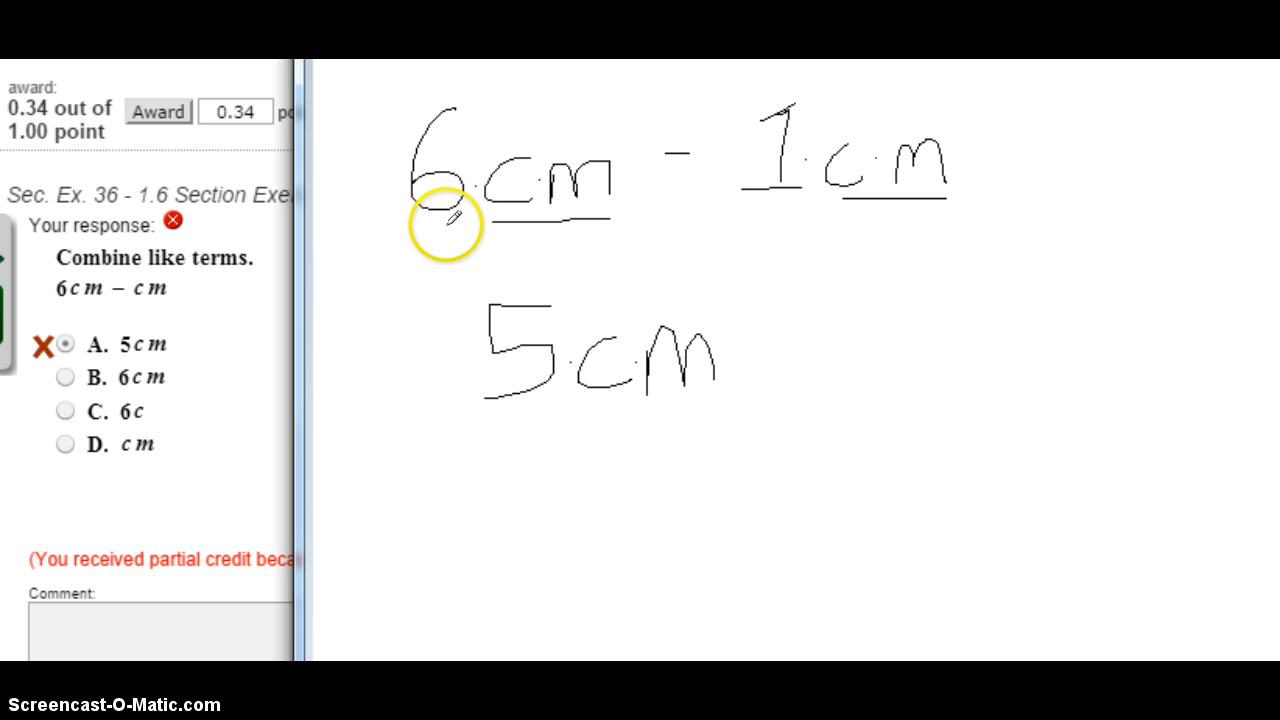 award:
0.34 out of
1.00 point
Award
0.34
Sec. Ex. 36 - 1.6 Section Exe
Your response:
Combine like terms.
6cm − cm
A. 5cm
B. 6cm
C. 6c
D. cm
(You received partial credit
Comment:
6·c·m − 1·c·m
5·c·m
Screencast-O-Matic.com